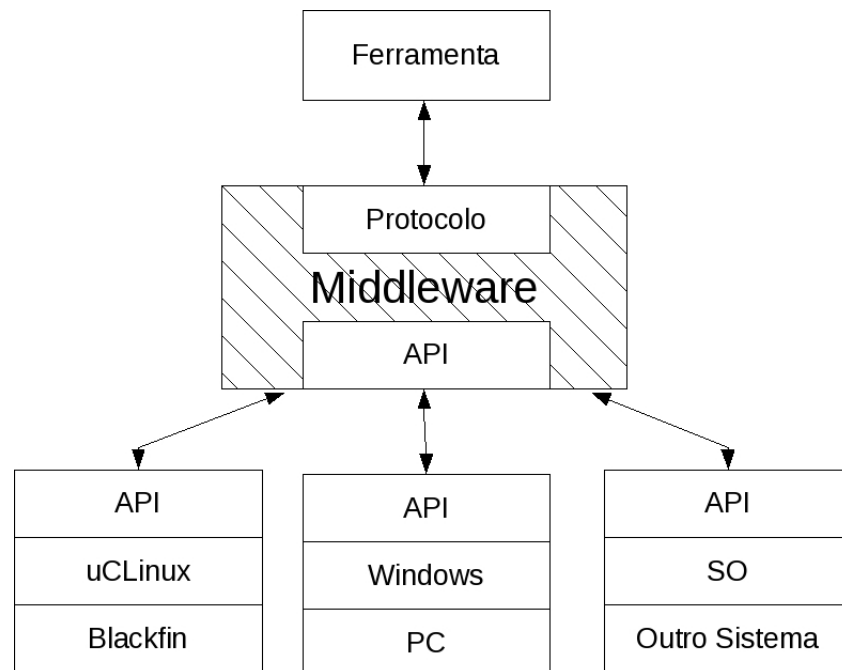 Ferramenta
Protocolo
Middleware
API
API
uCLinux
Blackfin
API
Windows
PC
API
SO
Outro Sistema